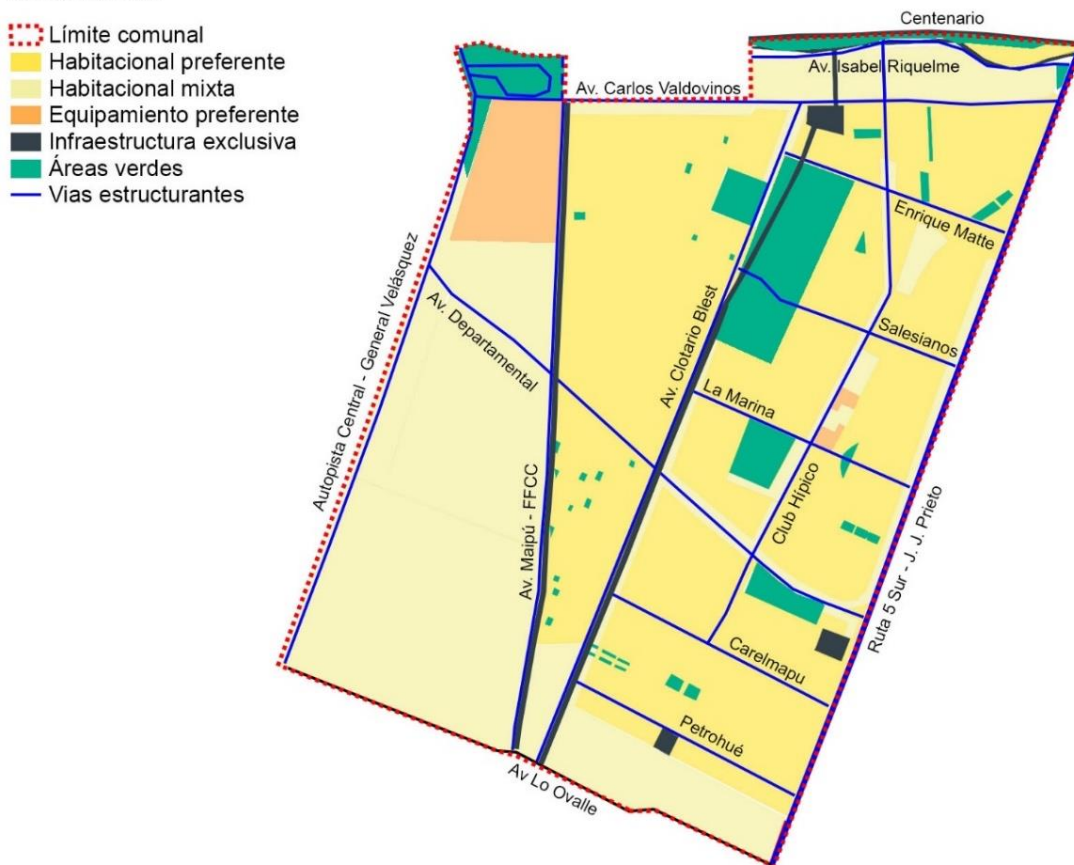 Límite comunal
Habitacional preferente
Habitacional mixta
Equipamiento preferente
Infraestructura exclusiva
Áreas verdes
Vias estructurantes
Centenario
Av. Isabel Riquelme
Av. Carlos Valdovinos
Enrique Matte
Autopista Central - General Velásquez
Av. Departamental
Av. Clotario Blest
Salesianos
La Marina
Av. Maipú - FFCC
Club Hípico
Ruta 5 Sur - J. J. Prieto
Carelmapu
Petrohué
Av Lo Ovalle